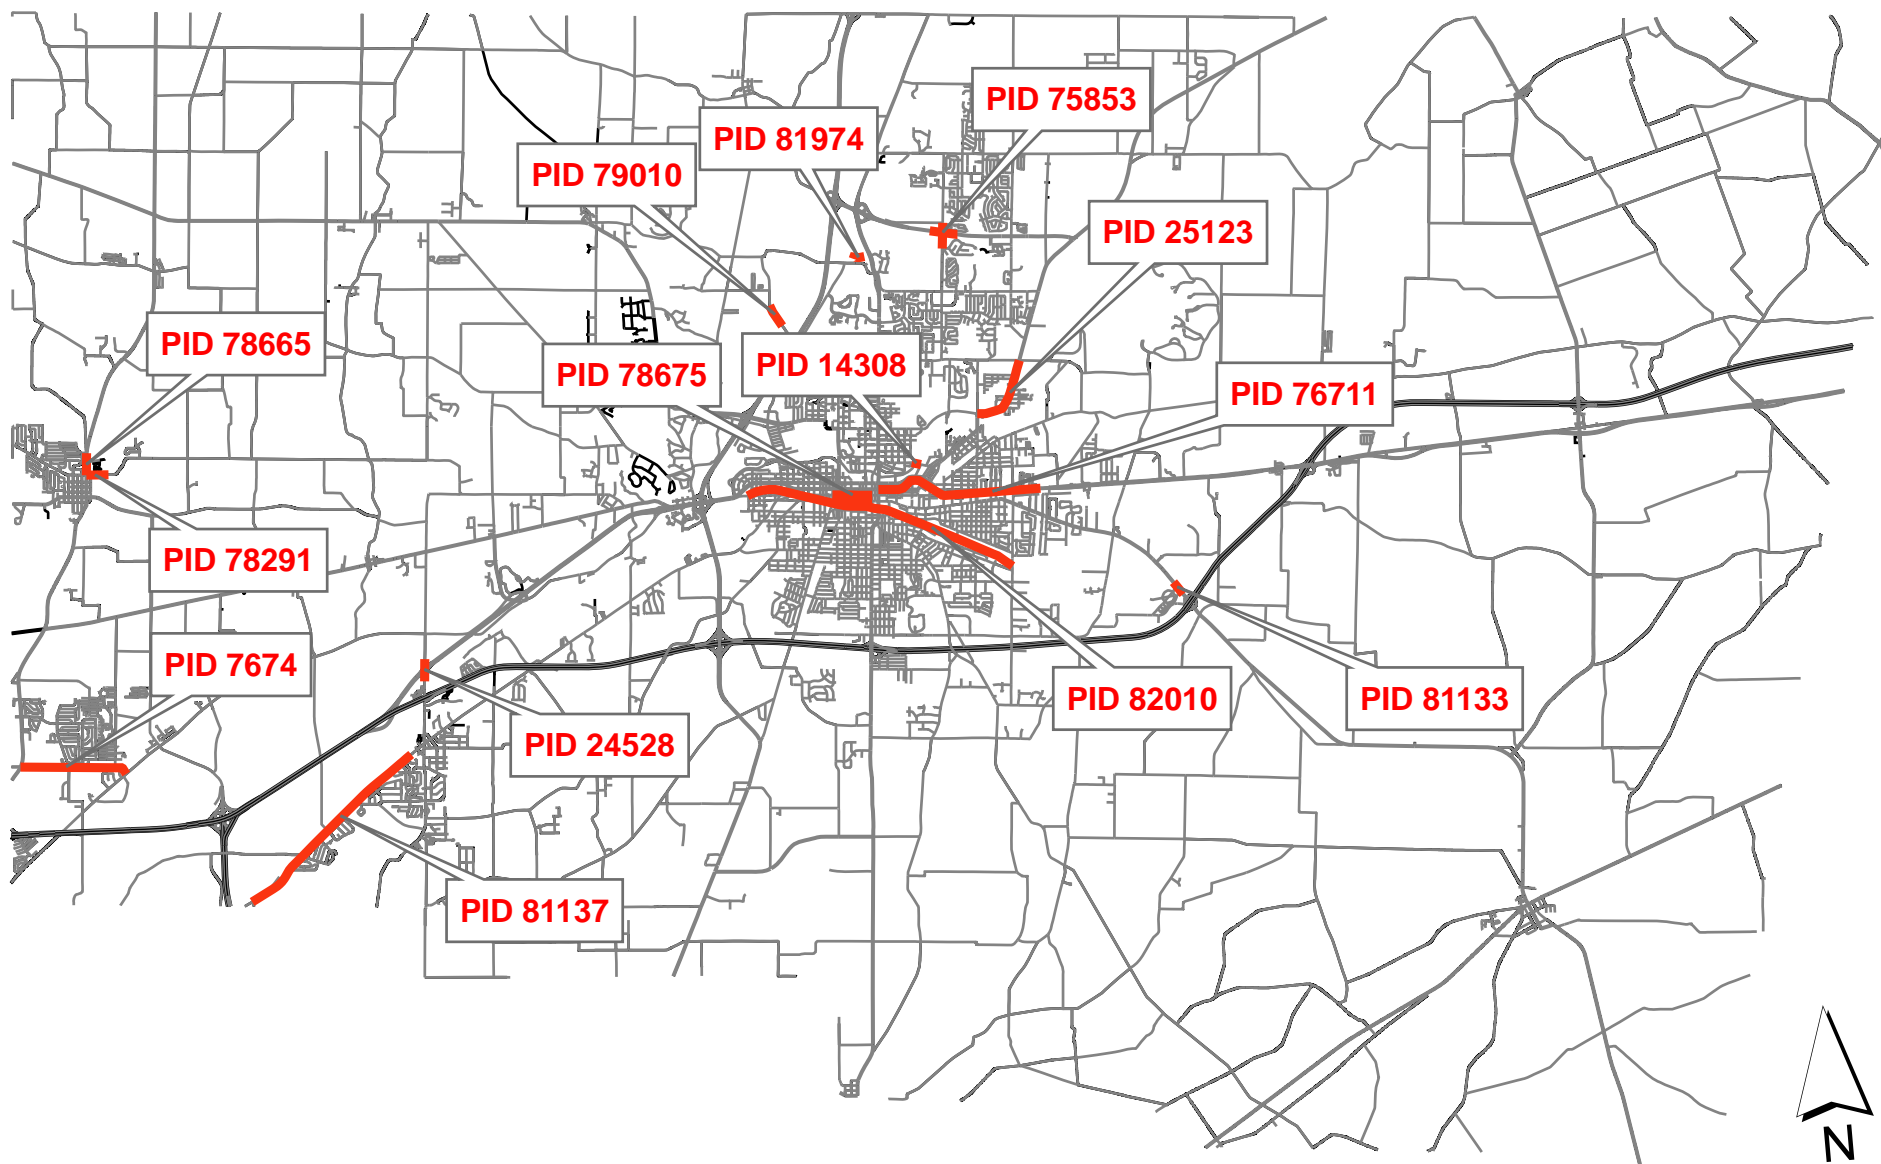 PID 75853
PID 81974
PID 79010
PID 25123
PID 78665
PID 14308
PID 78675
PID 76711
PID 78291
PID 7674
PID 82010
PID 81133
PID 24528
PID 81137
N